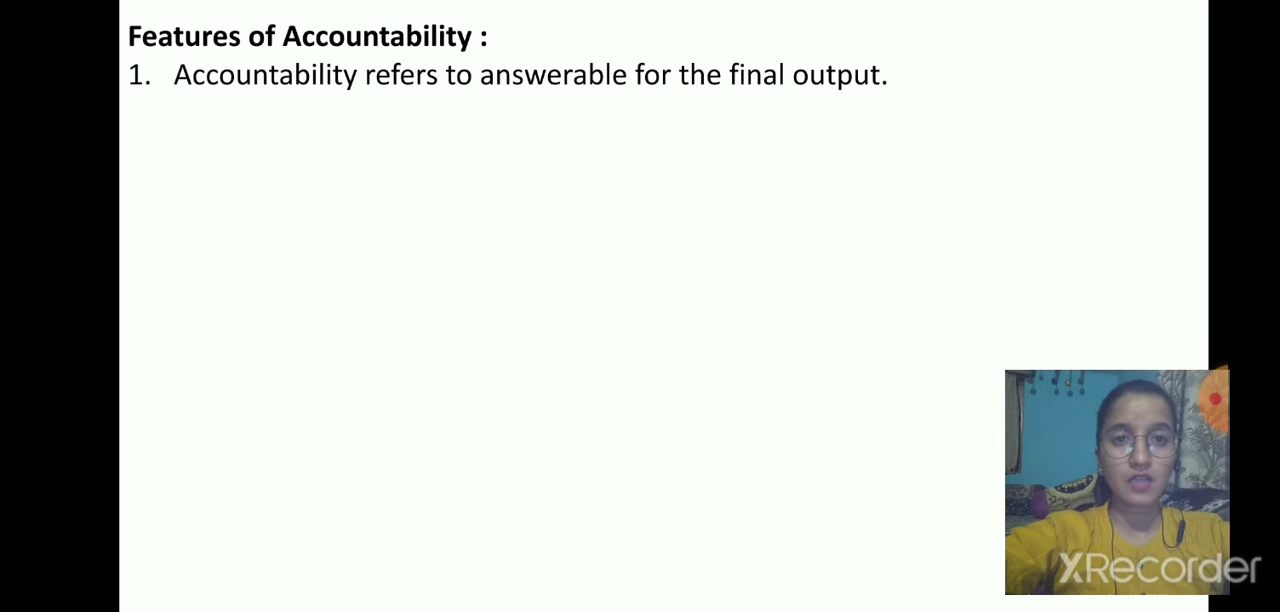 Features of Accountability :
1. Accountability refers to answerable for the final output.
XRecorder